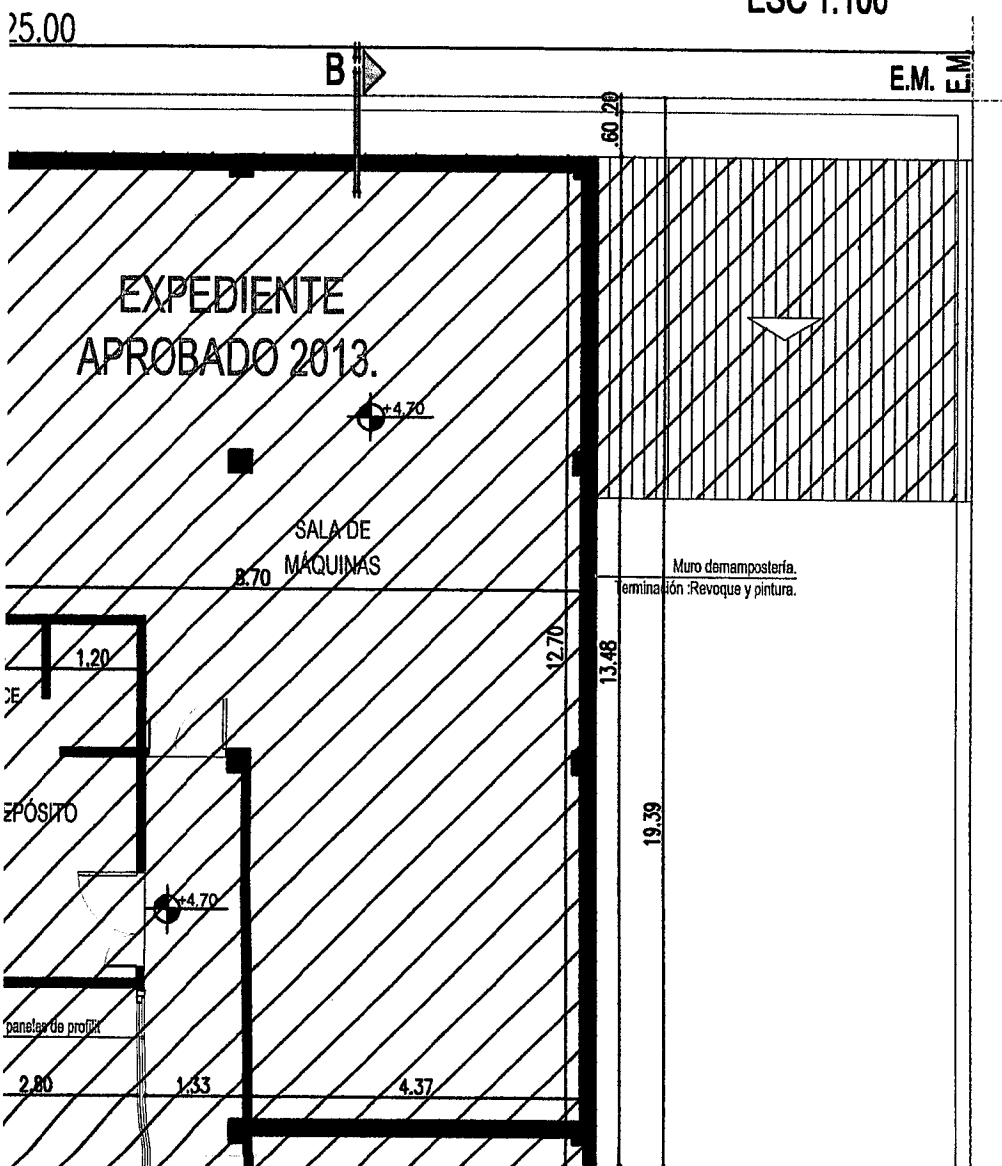 ESC 1:100
25.00
B
E.M.
E.M.
.60
.20
EXPEDIENTE
APROBADO 2013.
+4.70
SALA DE
MÁQUINAS
8.70
Muro demampostería.
Terminación :Revoque y pintura.
12.70
13.48
1.20
CE
EPÓSITO
19.39
+4.70
paneles de profilit
2.80
1.33
4.37